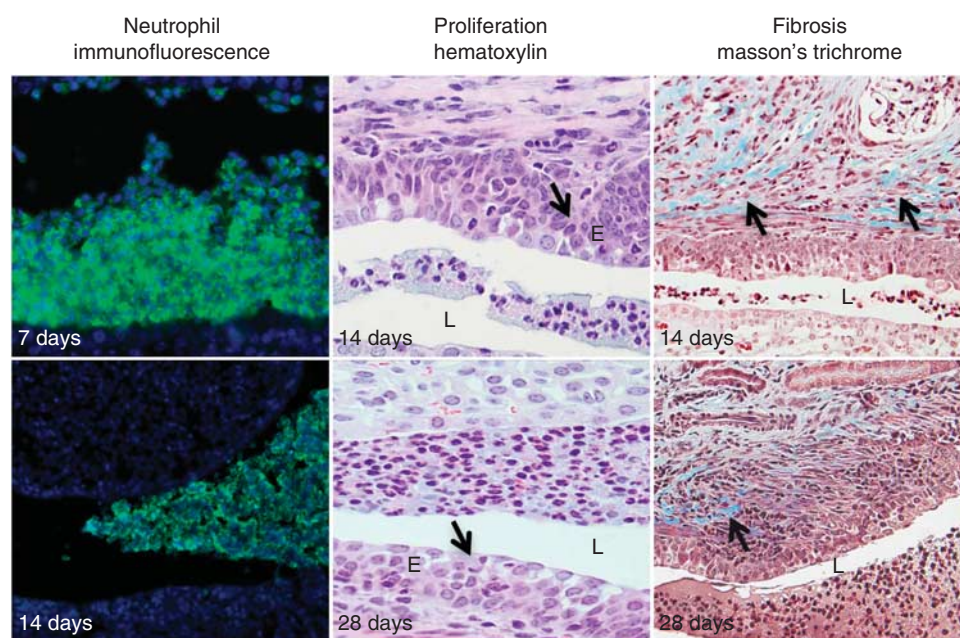 Neutrophil
immunofluorescence
Proliferation
hematoxylin
Fibrosis
masson's trichrome
7 days
E
L
14 days
L
14 days
14 days
E
L
28 days
L
28 days